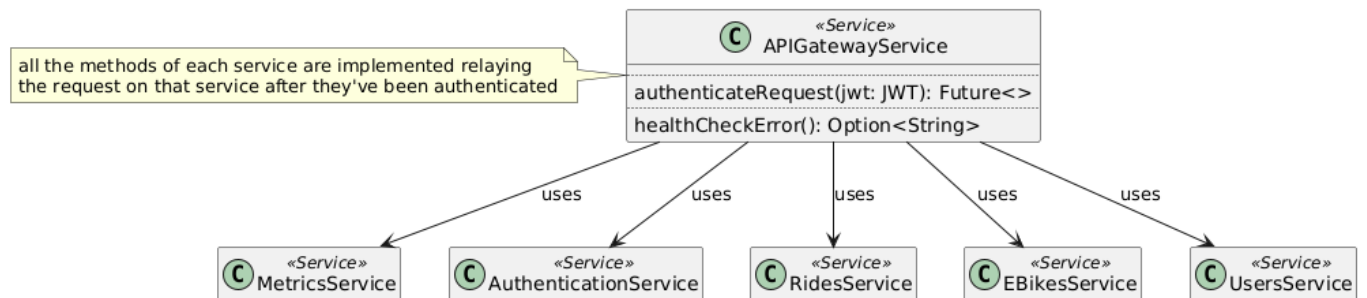 «Service»
C APIGatewayService
all the methods of each service are implemented relaying
the request on that service after they've been authenticated
authenticateRequest(jwt: JWT): Future<>
healthCheckError(): Option<String>
uses uses uses uses uses
«Service» «Service» «Service» «Service» «Service»
C MetricsService C AuthenticationService C RidesService C EBikesService C UsersService